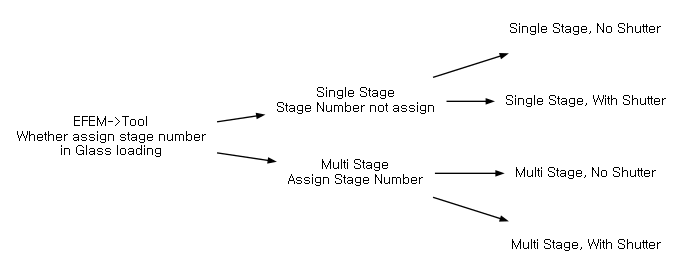 Single Stage, No Shutter
Single Stage
Stage Number not assign
Single Stage, With Shutter
EFEM->Tool
Whether assign stage number
in Glass loading
Multi Stage
Assign Stage Number
Multi Stage, No Shutter
Multi Stage, With Shutter